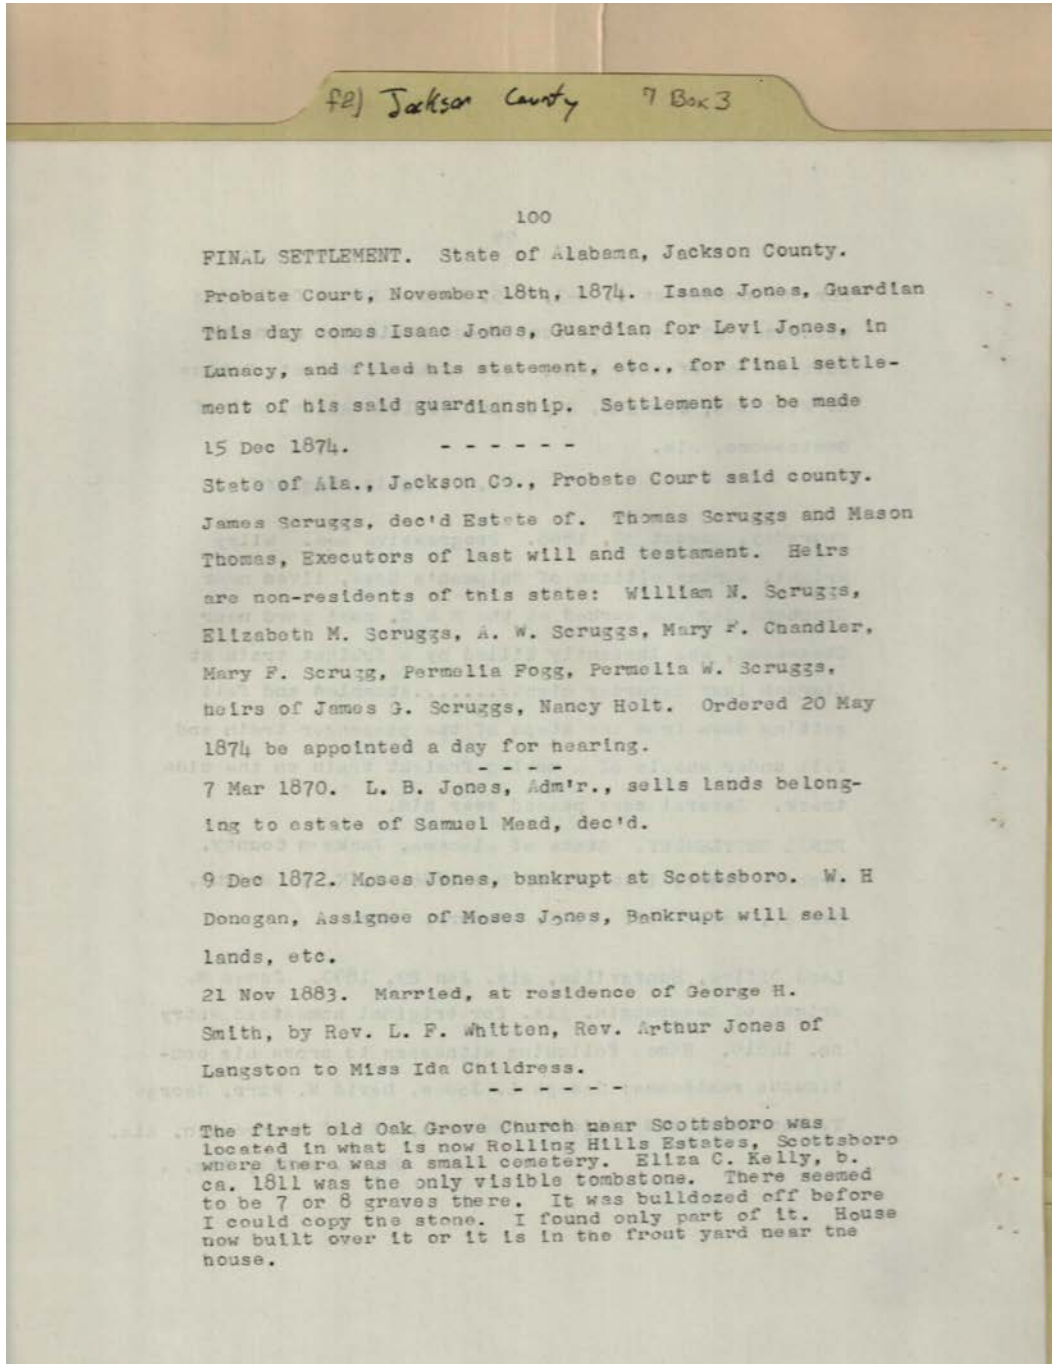 f2) Jackson County 7 Box 3
100
FINAL SETTLEMENT. State of Alabama, Jackson County.
Probate Court, November 18th, 1874. Isaac Jones, Guardian
This day comes Isaac Jones, Guardian for Levi Jones, in
Lunacy, and filed his statement, etc., for final settle-
ment of his said guardianship. Settlement to be made
15 Dec 1874. - - - - - -
State of Ala., Jackson Co., Probate Court said county.
James Scruggs, dec'd Estate of. Thomas Scruggs and Mason
Thomas, Executors of last will and testament. Heirs
are non-residents of this state: William N. Scruggs,
Elizabeth M. Scruggs, A. W. Scruggs, Mary F. Chandler,
Mary F. Scrugg, Permelia Fogg, Permelia W. Scruggs,
heirs of James G. Scruggs, Nancy Holt. Ordered 20 May
1874 be appointed a day for hearing.
- - - -
7 Mar 1870. L. B. Jones, Adm'r., sells lands belong-
ing to estate of Samuel Mead, dec'd.
9 Dec 1872. Moses Jones, bankrupt at Scottsboro. W. H
Donegan, Assignee of Moses Jones, Bankrupt will sell
lands, etc.
21 Nov 1883. Married, at residence of George H.
Smith, by Rev. L. F. Whitten, Rev. Arthur Jones of
Langston to Miss Ida Childress.
- - - - - -
The first old Oak Grove Church near Scottsboro was
located in what is now Rolling Hills Estates, Scottsboro
where there was a small cemetery. Eliza C. Kelly, b.
ca. 1811 was the only visible tombstone. There seemed
to be 7 or 8 graves there. It was bulldozed off before
I could copy the stone. I found only part of it. House
now built over it or it is in the front yard near the
house.